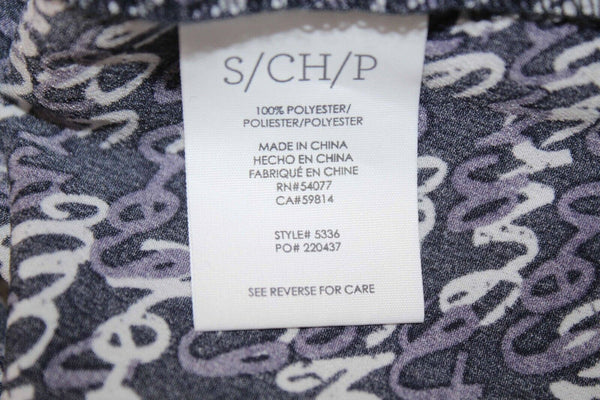 S/CH/P
100% POLYESTER/
POLIESTER/POLYESTER
MADE IN CHINA
HECHO EN CHINA
FABRIQUÉ EN CHINE
RN#54077
CA#59814
STYLE# 5336
PO# 220437
SEE REVERSE FOR CARE